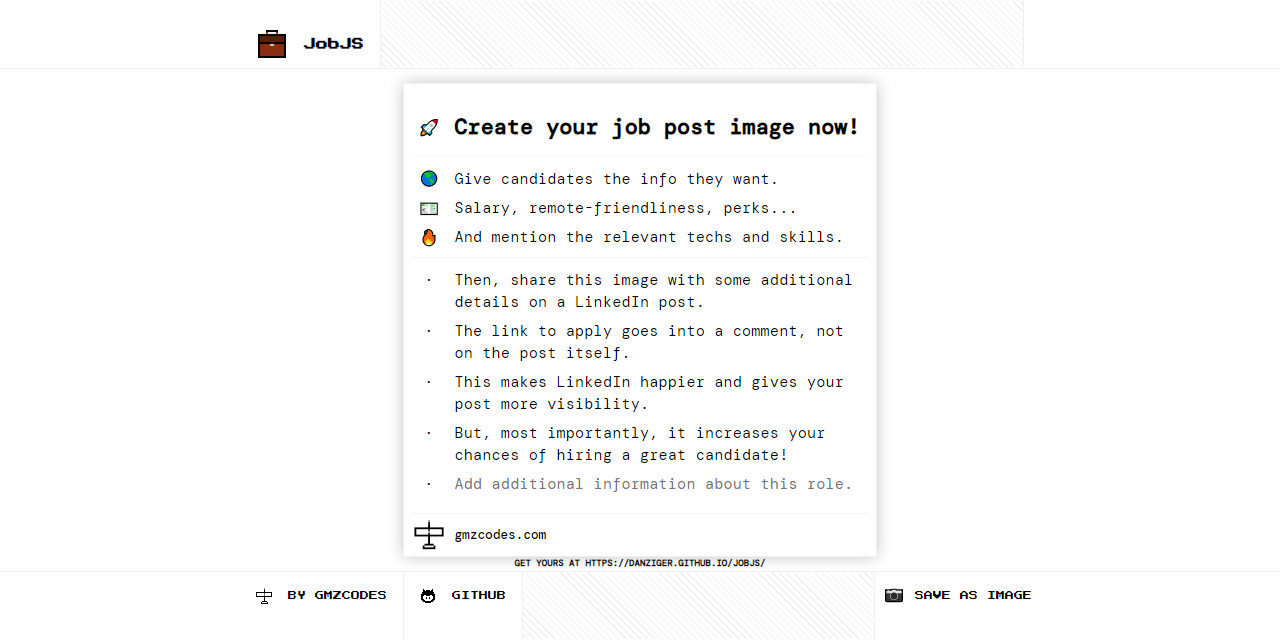 JobJS
Create your job post image now!
Give candidates the info they want.
Salary, remote-friendliness, perks...
And mention the relevant techs and skills.
· Then, share this image with some additional
details on a LinkedIn post.
· The link to apply goes into a comment, not
on the post itself.
· This makes LinkedIn happier and gives your
post more visibility.
· But, most importantly, it increases your
chances of hiring a great candidate!
· Add additional information about this role.
gmzcodes.com
GET YOURS AT HTTPS://DANZIGER.GITHUB.IO/JOBJS/
BY GMZCODES
GITHUB
SAVE AS IMAGE